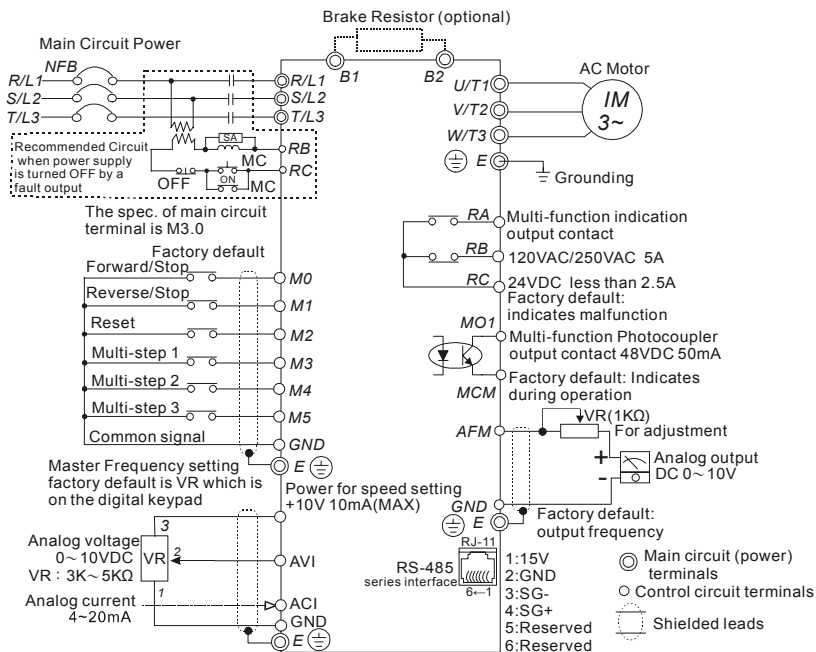 Brake Resistor (optional)
Main Circuit Power
NFB
R/L1
S/L2
T/L3
R/L1
S/L2
T/L3
B1
B2
U/T1
V/T2
W/T3
E
AC Motor
IM
3~
Grounding
Recommended Circuit
when power supply
is turned OFF by a
fault output
SA
MC
OFF
ON
MC
RB
RC
The spec. of main circuit
terminal is M3.0
Factory default
Forward/Stop
M0
Reverse/Stop
M1
Reset
M2
Multi-step 1
M3
Multi-step 2
M4
Multi-step 3
M5
Common signal
GND
E
RA
Multi-function indication
output contact
RB
120VAC/250VAC 5A
RC
24VDC less than 2.5A
Factory default:
indicates malfunction
MO1
Multi-function Photocoupler
output contact 48VDC 50mA
MCM
Factory default: Indicates
during operation
AFM
VR(1KΩ)
For adjustment
+
-
Analog output
DC 0~10V
GND
E
Factory default:
output frequency
Master Frequency setting
factory default is VR which is
on the digital keypad
Power for speed setting
+10V 10mA(MAX)
3
Analog voltage
0~10VDC
VR : 3K~5KΩ
VR
2
1
AVI
Analog current
4~20mA
ACI
GND
E
RS-485
series interface
RJ-11
6←1
1:15V
2:GND
3:SG-
4:SG+
5:Reserved
6:Reserved
Main circuit (power)
terminals
Control circuit terminals
Shielded leads